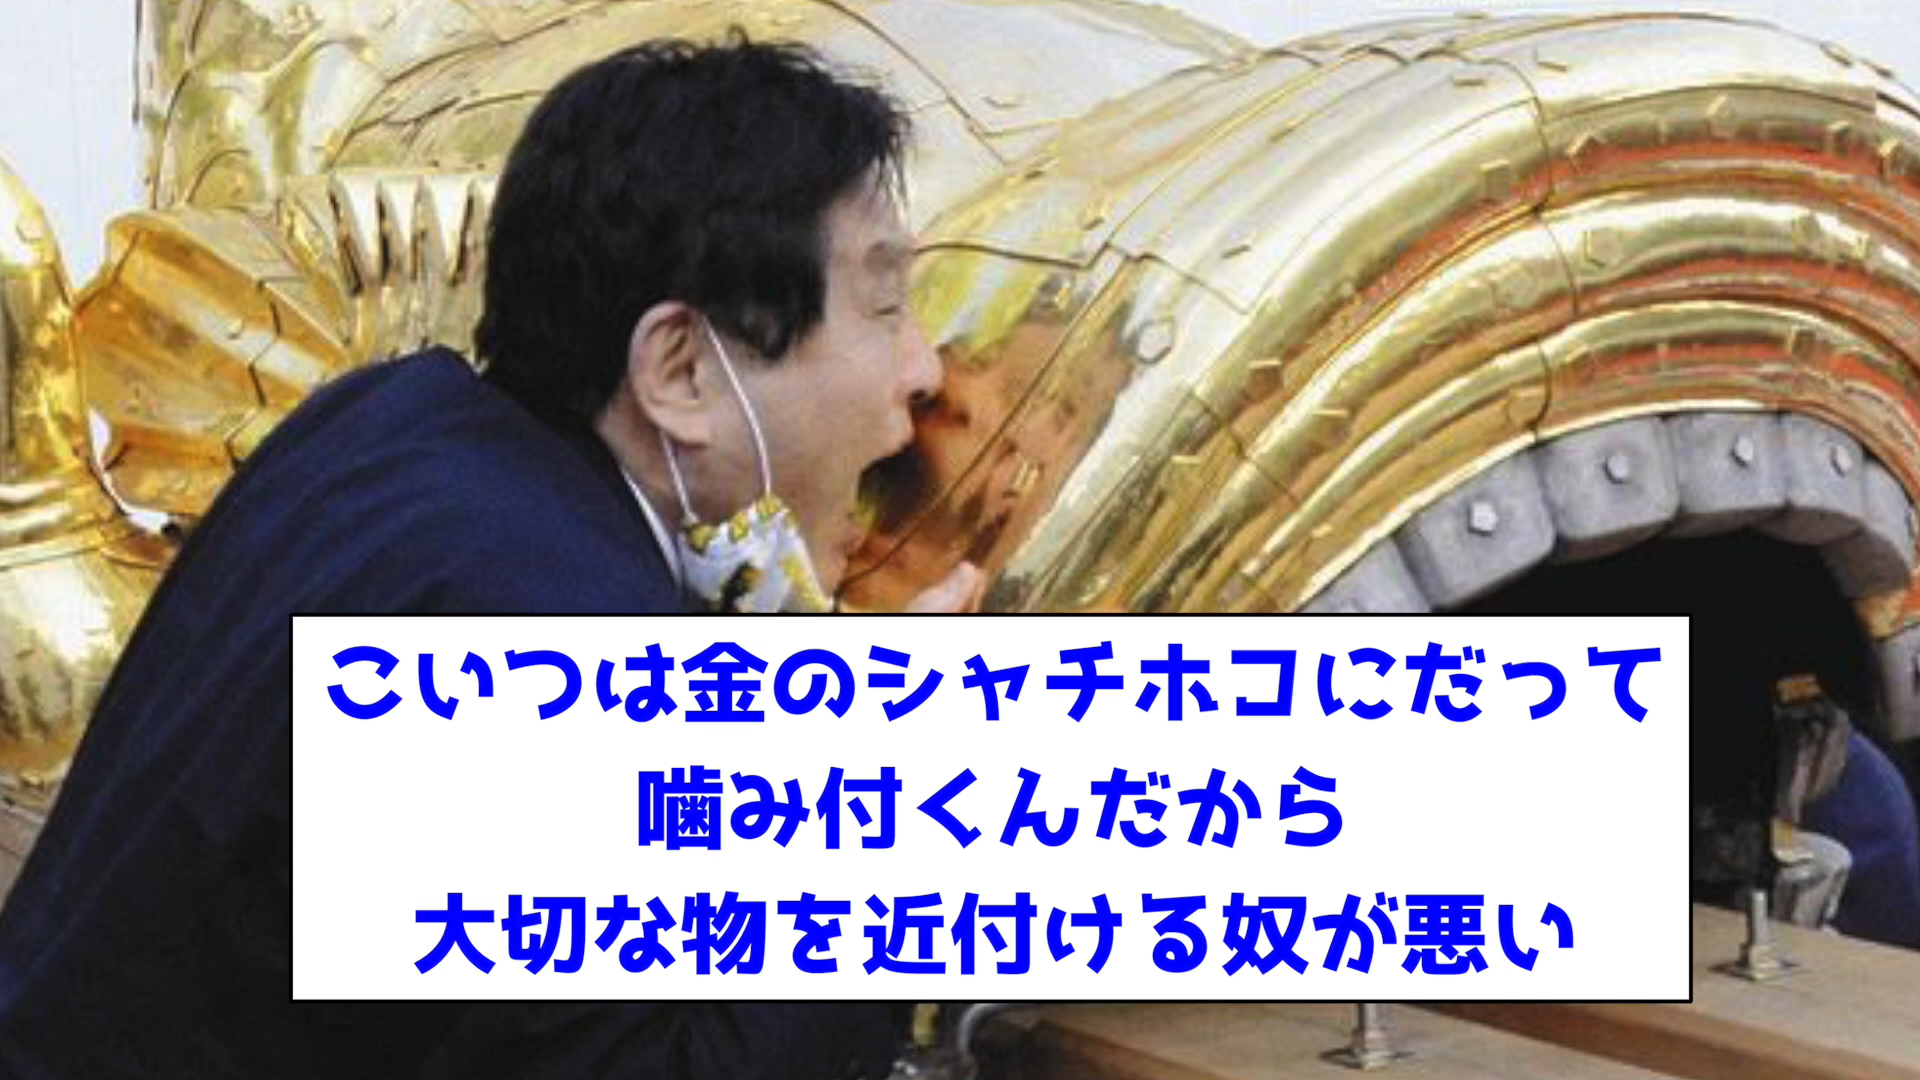 こいつは金のシャチホコにだって
噛み付くんだから
大切な物を近付ける奴が悪い